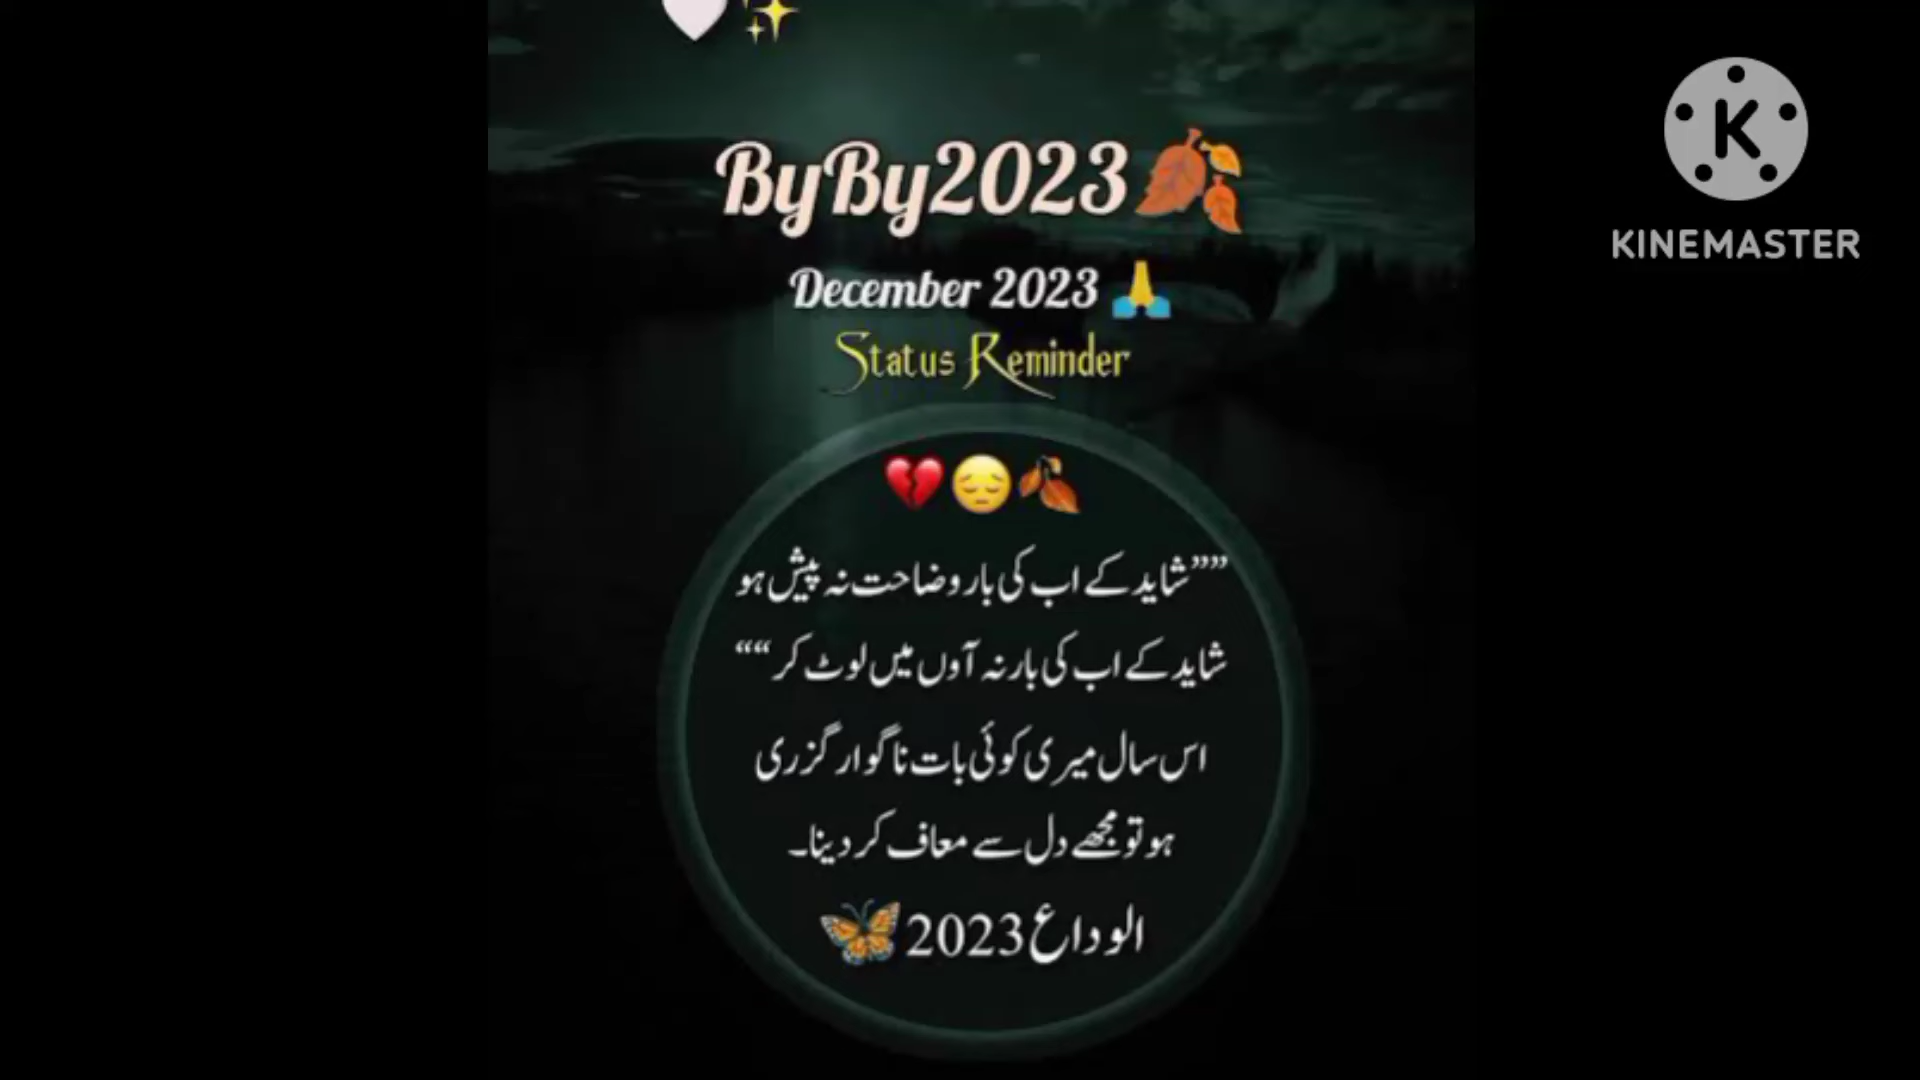 ByBy2023🍂
December 2023 🙏
Status Reminder
💔😔🍂
””شاید کے اب کی بار وضاحت نہ پیش ہو
شاید کے اب کی بار نہ آوں میں لوٹ کر ““
اس سال میری کوئی بات ناگوار گزری
ہو تو مجھے دل سے معاف کر دینا۔
الوداع 2023🦋
K
KINEMASTER